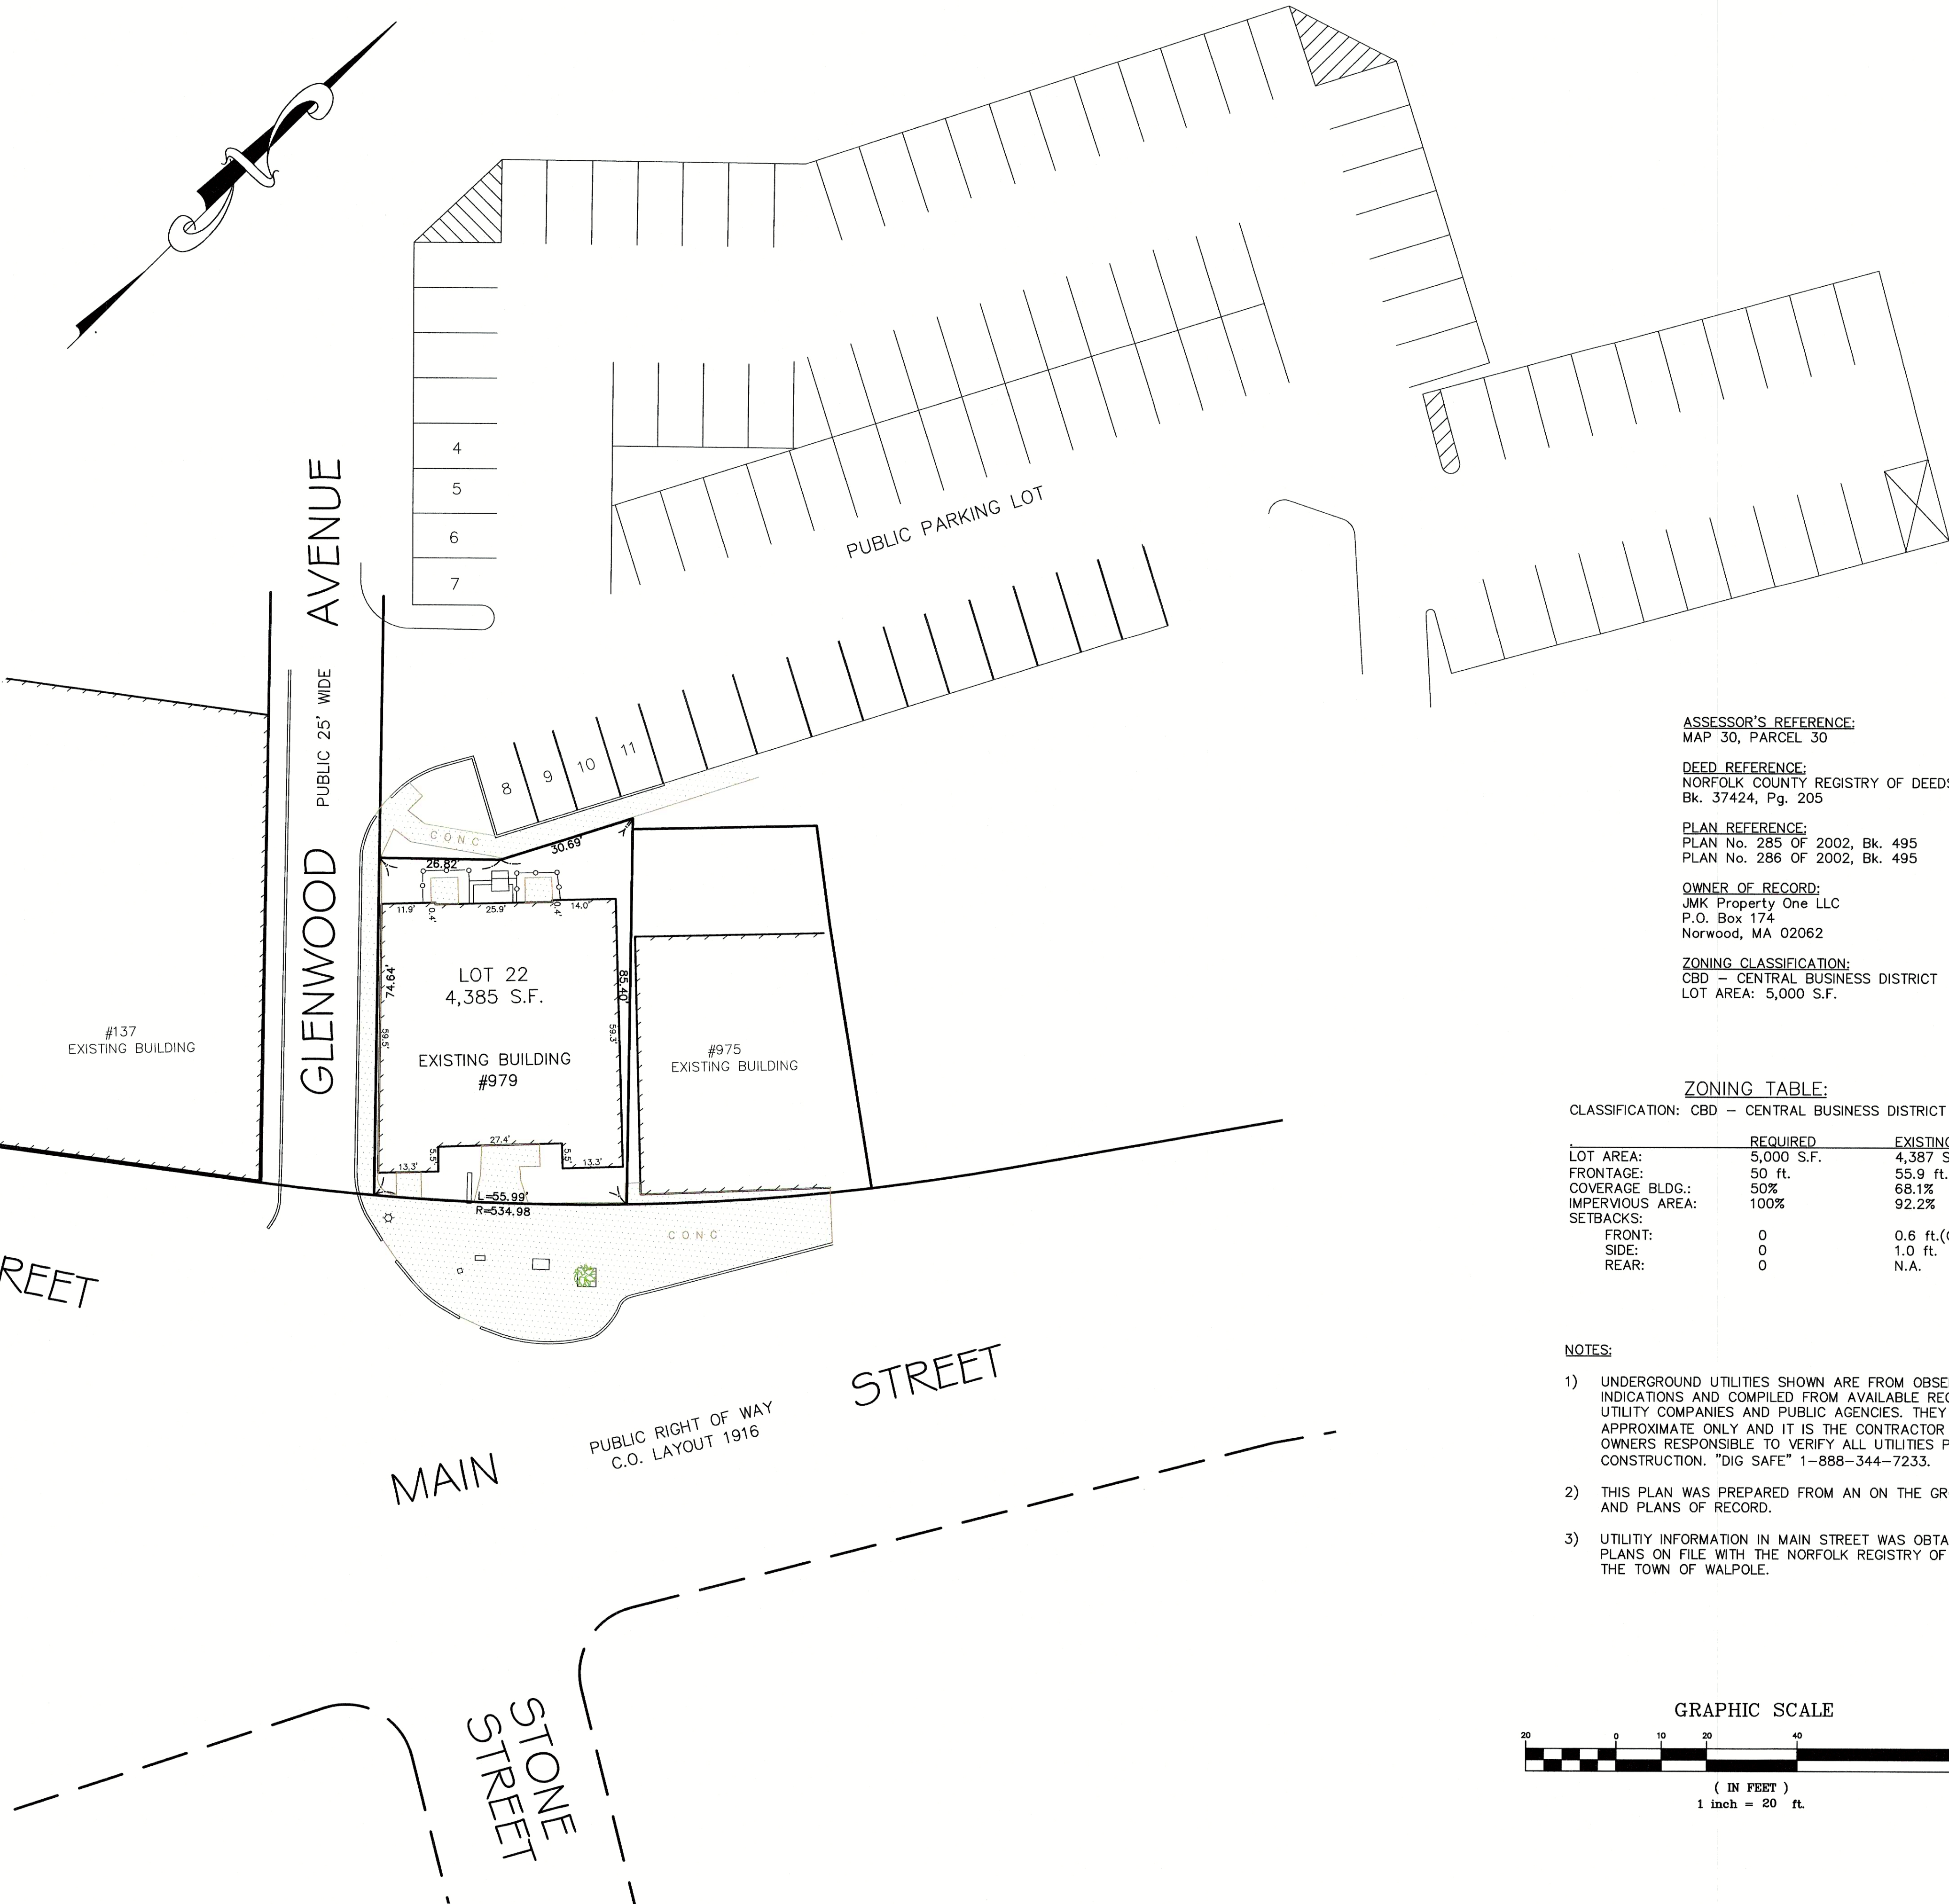 4
5
6
7
PUBLIC PARKING LOT
GLENWOOD AVENUE
PUBLIC 25' WIDE
8
9
10
11
CONC
26.82'
30.69'
11.9'
0.4'
25.9'
0.4'
14.0'
74.64'
85.40'
LOT 22
4,385 S.F.
59.5'
59.3'
EXISTING BUILDING
#979
#137
EXISTING BUILDING
#975
EXISTING BUILDING
27.4'
5.5'
5.5'
13.3'
13.3'
L=55.99'
R=534.98
CONC
REET
MAIN STREET
PUBLIC RIGHT OF WAY
C.O. LAYOUT 1916
STONE
STREET
ASSESSOR'S REFERENCE:
MAP 30, PARCEL 30
DEED REFERENCE:
NORFOLK COUNTY REGISTRY OF DEEDS
Bk. 37424, Pg. 205
PLAN REFERENCE:
PLAN No. 285 OF 2002, Bk. 495
PLAN No. 286 OF 2002, Bk. 495
OWNER OF RECORD:
JMK Property One LLC
P.O. Box 174
Norwood, MA 02062
ZONING CLASSIFICATION:
CBD – CENTRAL BUSINESS DISTRICT
LOT AREA: 5,000 S.F.
ZONING TABLE:
CLASSIFICATION: CBD – CENTRAL BUSINESS DISTRICT
REQUIRED EXISTING
LOT AREA: 5,000 S.F. 4,387 S
FRONTAGE: 50 ft. 55.9 ft.
COVERAGE BLDG.: 50% 68.1%
IMPERVIOUS AREA: 100% 92.2%
SETBACKS:
FRONT: 0 0.6 ft.(
SIDE: 0 1.0 ft.
REAR: 0 N.A.
NOTES:
1) UNDERGROUND UTILITIES SHOWN ARE FROM OBSE
INDICATIONS AND COMPILED FROM AVAILABLE REC
UTILITY COMPANIES AND PUBLIC AGENCIES. THEY
APPROXIMATE ONLY AND IT IS THE CONTRACTOR
OWNERS RESPONSIBLE TO VERIFY ALL UTILITIES P
CONSTRUCTION. "DIG SAFE" 1–888–344–7233.
2) THIS PLAN WAS PREPARED FROM AN ON THE GR
AND PLANS OF RECORD.
3) UTILITIY INFORMATION IN MAIN STREET WAS OBTA
PLANS ON FILE WITH THE NORFOLK REGISTRY OF
THE TOWN OF WALPOLE.
GRAPHIC SCALE
20 0 10 20 40
( IN FEET )
1 inch = 20 ft.